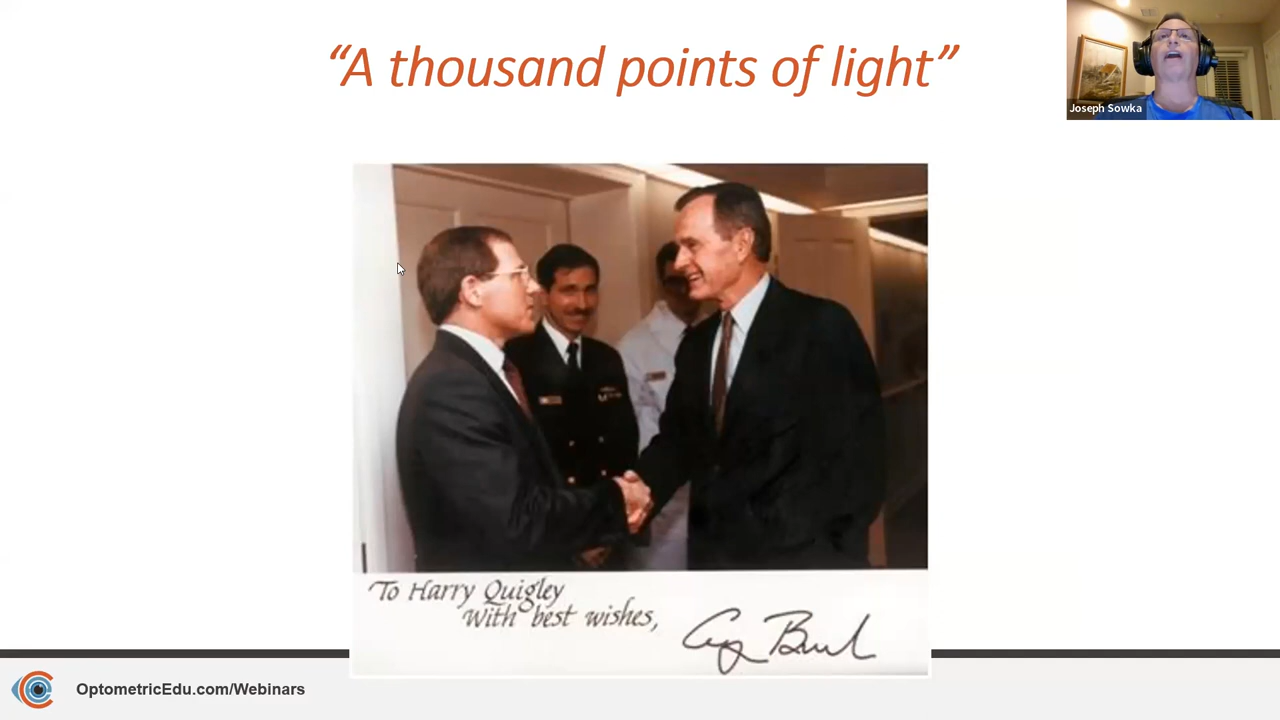 “A thousand points of light”
Joseph Sowka
To Harry Quigley
With best wishes,
OptometricEdu.com/Webinars